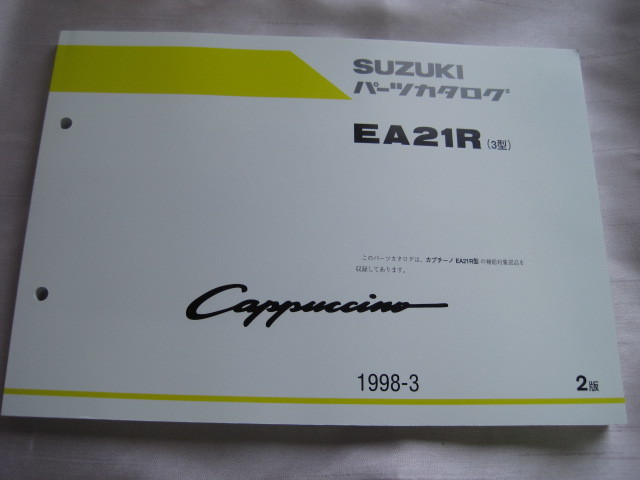 SUZUKI
パーツカタログ
EA21R (3型)
このパーツカタログは、カプチーノ EA21R型 の補給対象部品を
収録してあります。
Cappuccino
1998-3
2版